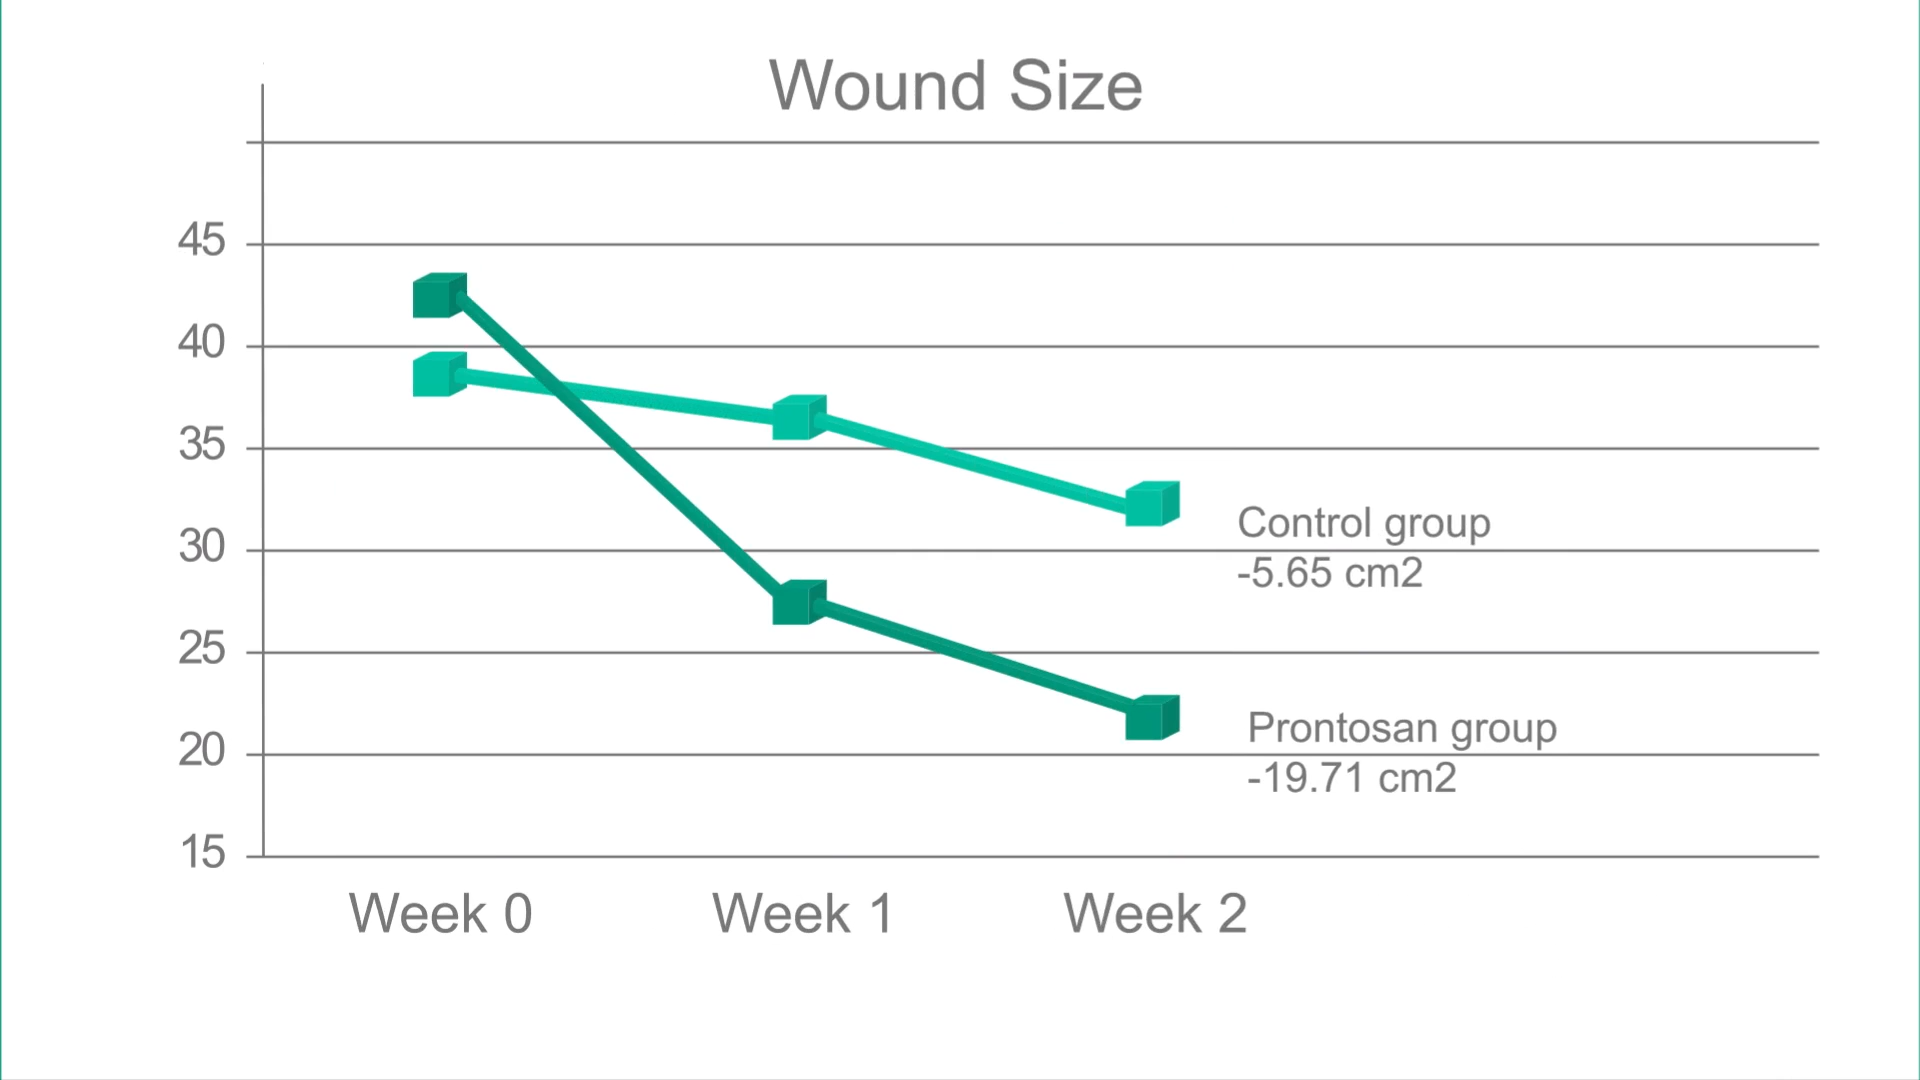 Wound Size
45
40
35
30
25
20
15
Control group
-5.65 cm2
Prontosan group
-19.71 cm2
Week 0
Week 1
Week 2